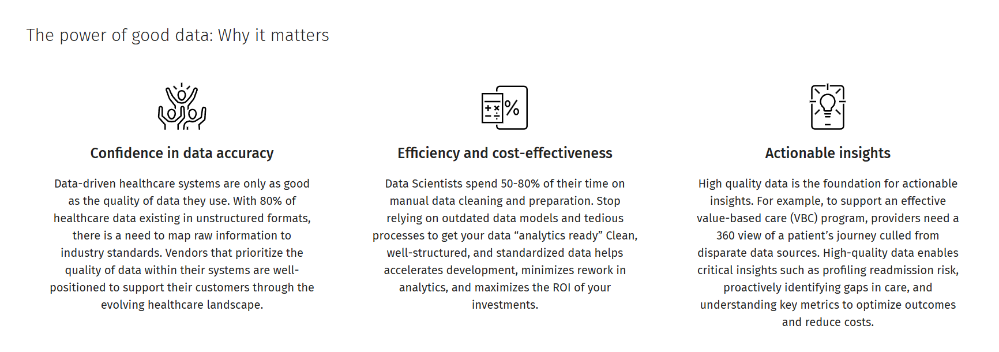 The power of good data: Why it matters
Confidence in data accuracy
Data-driven healthcare systems are only as good
as the quality of data they use. With 80% of
healthcare data existing in unstructured formats,
there is a need to map raw information to
industry standards. Vendors that prioritize the
quality of data within their systems are well-
positioned to support their customers through the
evolving healthcare landscape.
Efficiency and cost-effectiveness
Data Scientists spend 50-80% of their time on
manual data cleaning and preparation. Stop
relying on outdated data models and tedious
processes to get your data “analytics ready” Clean,
well-structured, and standardized data helps
accelerates development, minimizes rework in
analytics, and maximizes the ROI of your
investments.
Actionable insights
High quality data is the foundation for actionable
insights. For example, to support an effective
value-based care (VBC) program, providers need a
360 view of a patient’s journey culled from
disparate data sources. High-quality data enables
critical insights such as profiling readmission risk,
proactively identifying gaps in care, and
understanding key metrics to optimize outcomes
and reduce costs.